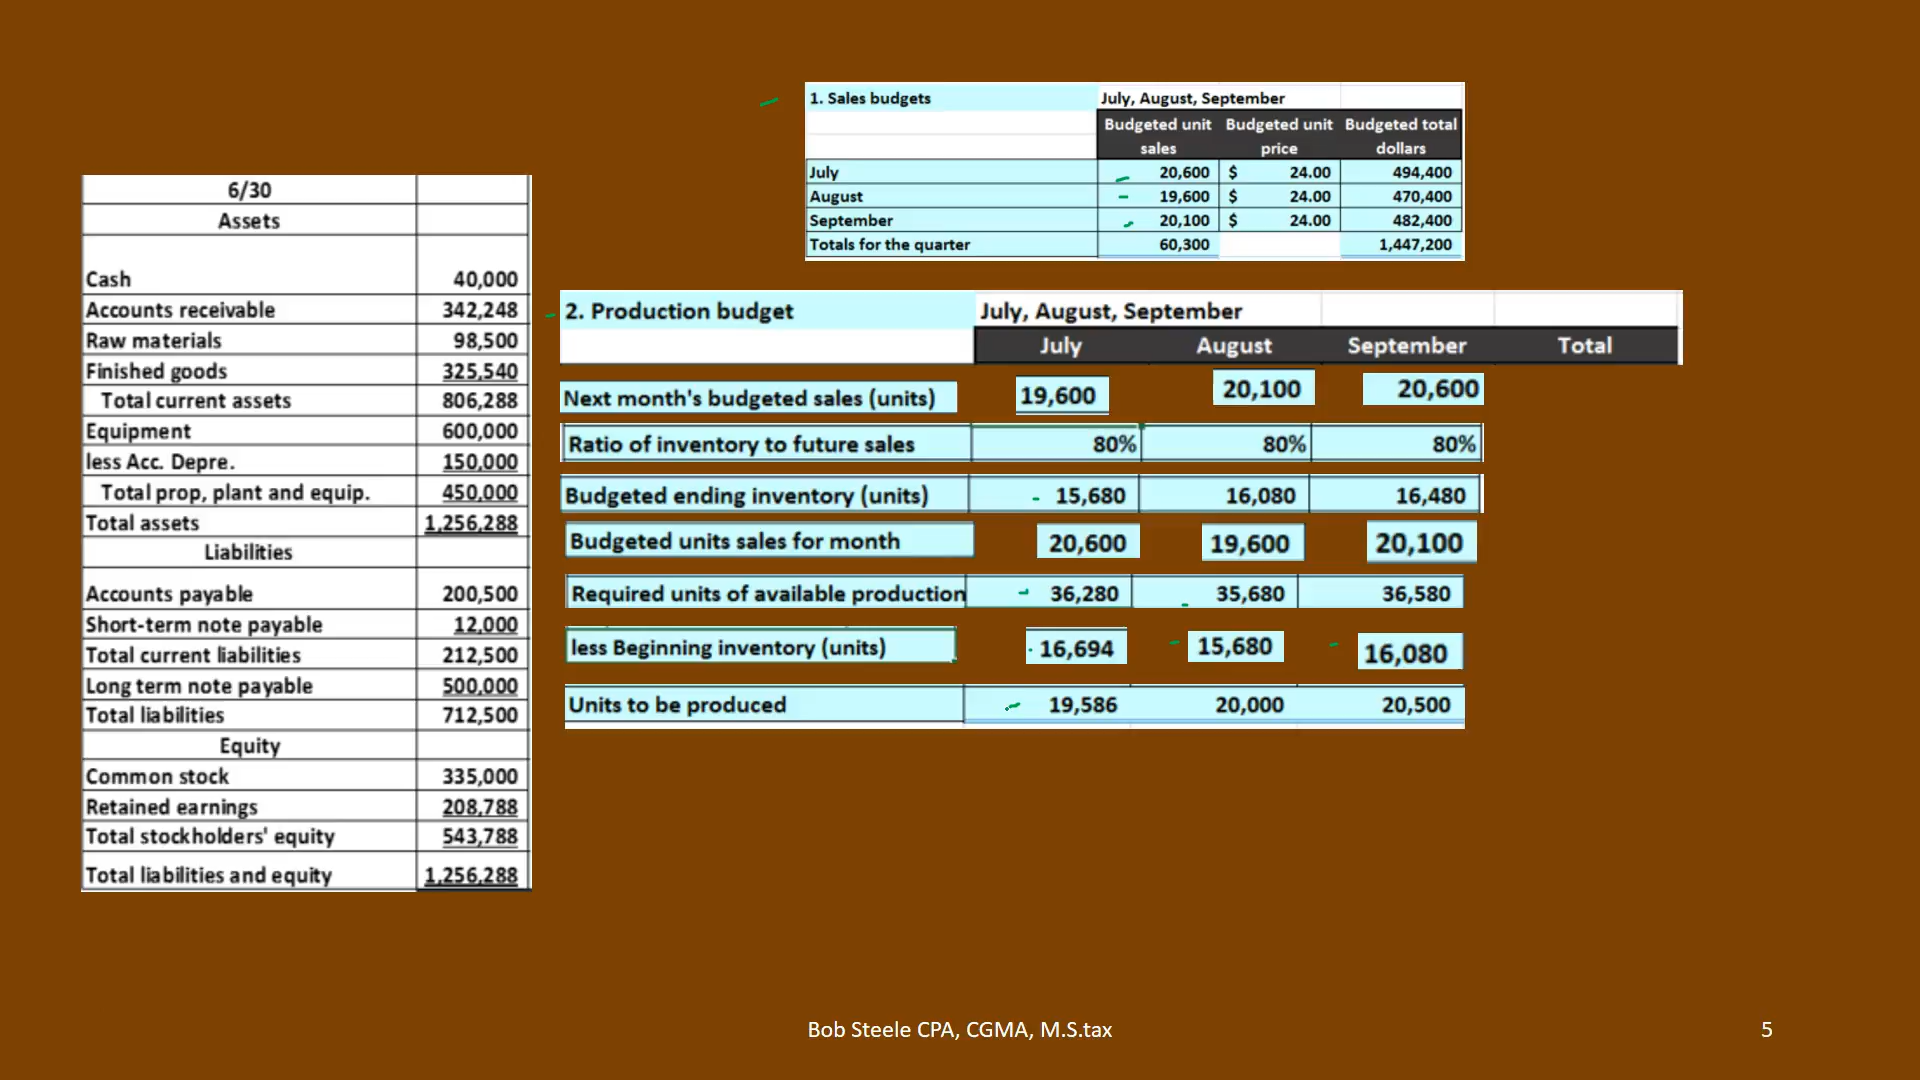 1. Sales budgets July, August, September
Budgeted unit sales Budgeted unit price Budgeted total dollars
July 20,600 $ 24.00 494,400
August 19,600 $ 24.00 470,400
September 20,100 $ 24.00 482,400
Totals for the quarter 60,300 1,447,200
6/30
Assets
Cash 40,000
Accounts receivable 342,248
Raw materials 98,500
Finished goods 325,540
Total current assets 806,288
Equipment 600,000
less Acc. Depre. 150,000
Total prop, plant and equip. 450,000
Total assets 1,256,288
Liabilities
Accounts payable 200,500
Short-term note payable 12,000
Total current liabilities 212,500
Long term note payable 500,000
Total liabilities 712,500
Equity
Common stock 335,000
Retained earnings 208,788
Total stockholders' equity 543,788
Total liabilities and equity 1,256,288
2. Production budget July, August, September
July August September Total
Next month's budgeted sales (units) 19,600 20,100 20,600
Ratio of inventory to future sales 80% 80% 80%
Budgeted ending inventory (units) 15,680 16,080 16,480
Budgeted units sales for month 20,600 19,600 20,100
Required units of available production 36,280 35,680 36,580
less Beginning inventory (units) 16,694 15,680 16,080
Units to be produced 19,586 20,000 20,500
Bob Steele CPA, CGMA, M.S.tax
5